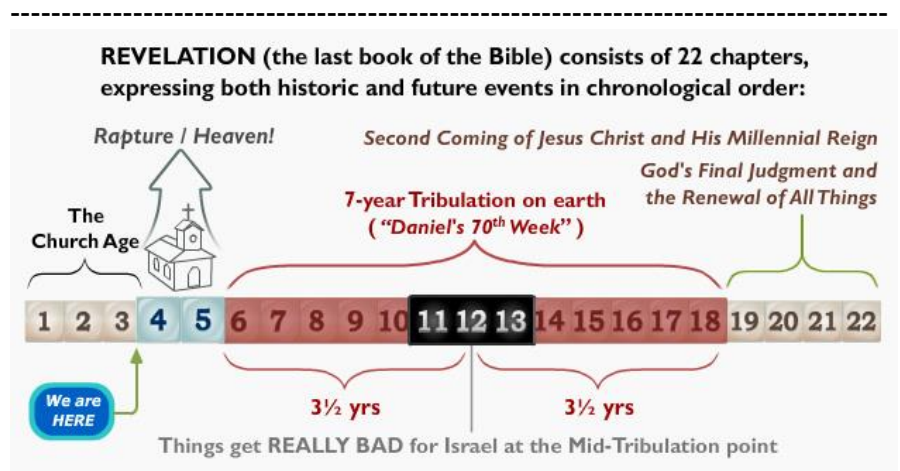 REVELATION (the last book of the Bible) consists of 22 chapters,
expressing both historic and future events in chronological order:
Rapture / Heaven!
Second Coming of Jesus Christ and His Millennial Reign
God's Final Judgment and
the Renewal of All Things
7-year Tribulation on earth
(“Daniel's 70th Week”)
The
Church Age
1 2 3 4 5 6 7 8 9 10 11 12 13 14 15 16 17 18 19 20 21 22
We are
HERE
3½ yrs
3½ yrs
Things get REALLY BAD for Israel at the Mid-Tribulation point